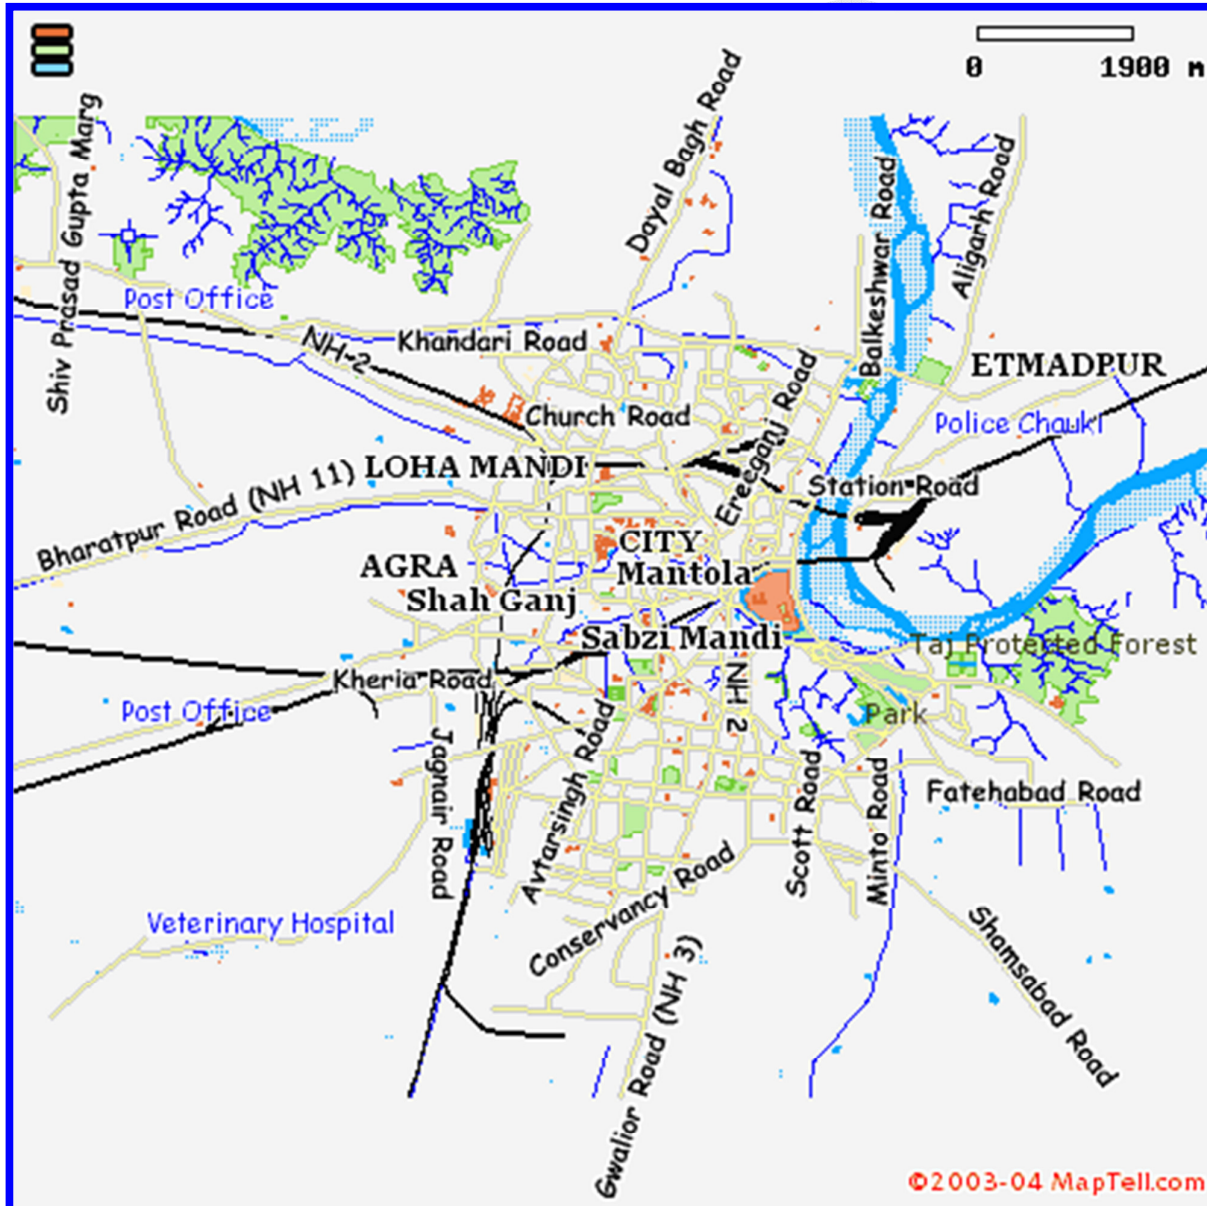 0 1900 m
Shiv Prasad Gupta Marg
Dayal Bagh Road
Balkeshwar Road
Aligarh Road
Post Office
NH-2
Khandari Road
ETMADPUR
Church Road
Ereeganj Road
Police Chauki
LOHA MANDI
Station Road
Bharatpur Road (NH 11)
CITY
AGRA
Mantola
Shah Ganj
Sabzi Mandi
Taj Protected Forest
Kheria Road
NH 2
Post Office
Park
Jagnair Road
Avtarsingh Road
Scott Road
Minto Road
Fatehabad Road
Conservancy Road
Veterinary Hospital
Shamsabad Road
Gwalior Road (NH 3)
©2003-04 MapTell.com